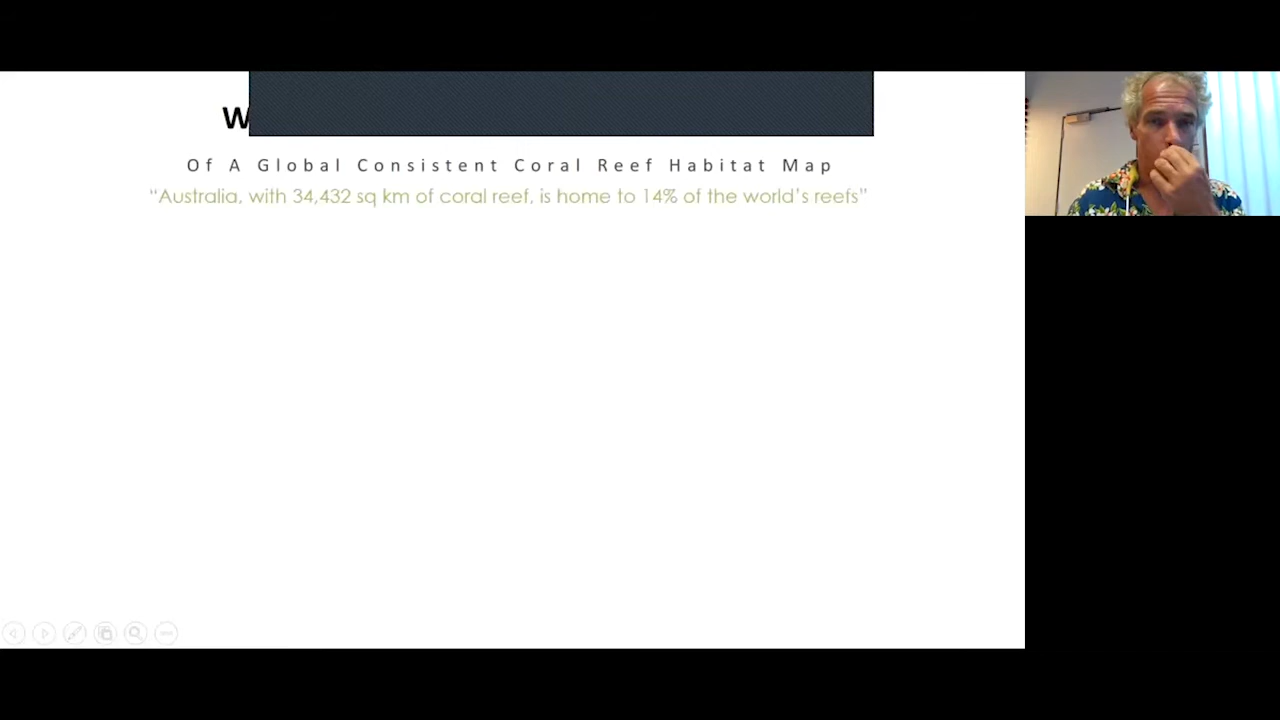 W
Of A Global Consistent Coral Reef Habitat Map
“Australia, with 34,432 sq km of coral reef, is home to 14% of the world’s reefs”